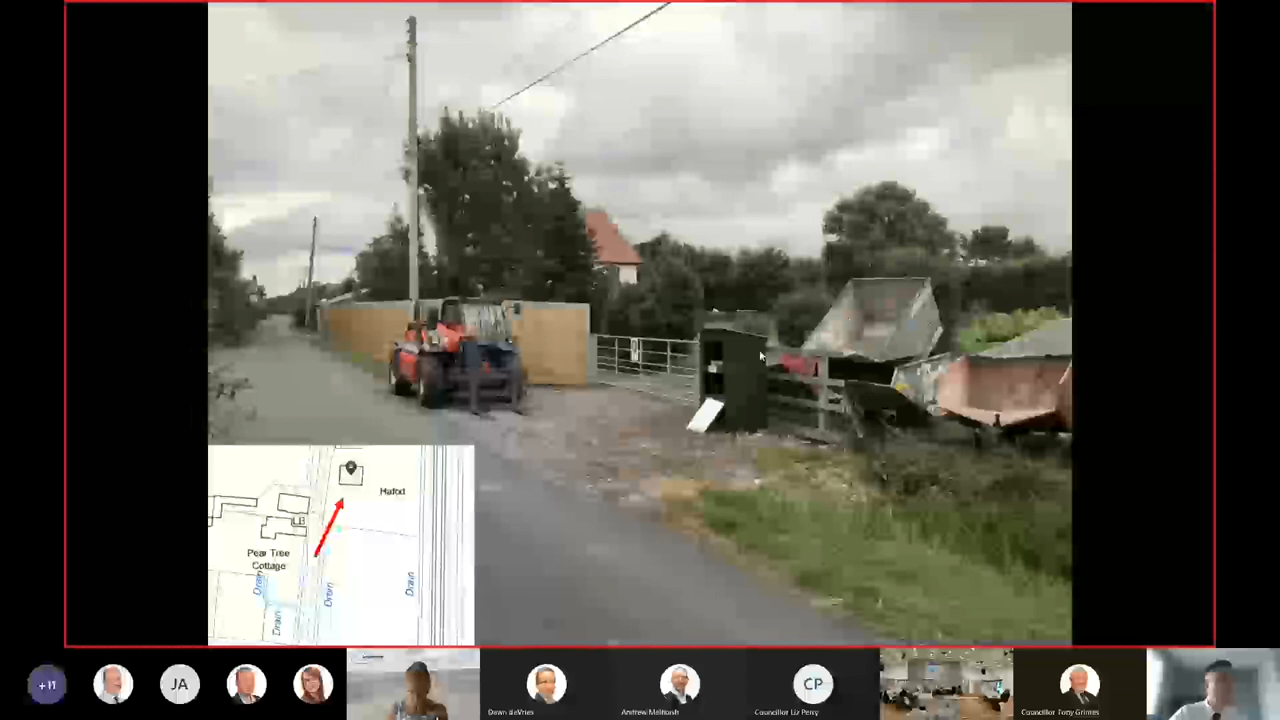 Hafod
LB
Pear Tree
Cottage
Drain
Drain
Drain
Drain
+11
JA
CP
Dawn deVries
Andrew McIntosh
Councillor Liz Perry
Councillor Tony Grimes